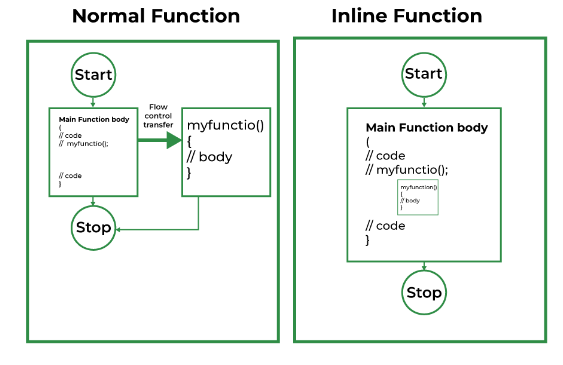 Normal Function
Start
Main Function body
(
// code
// myfunctio();
// code
}
Flow
control
transfer
myfunctio()
{
// body
}
Stop
Inline Function
Start
Main Function body
(
// code
// myfunctio();
myfunction()
{
// body
}
// code
}
Stop